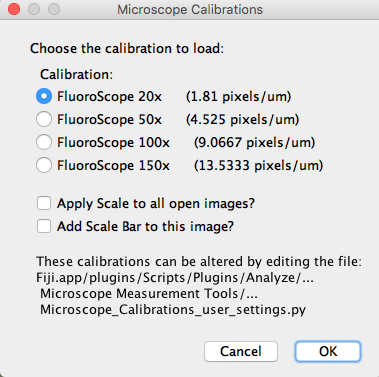 Microscope Calibrations
Choose the calibration to load:
Calibration:
FluoroScope 20x (1.81 pixels/um)
FluoroScope 50x (4.525 pixels/um)
FluoroScope 100x (9.0667 pixels/um)
FluoroScope 150x (13.5333 pixels/um)
Apply Scale to all open images?
Add Scale Bar to this image?
These calibrations can be altered by editing the file:
Fiji.app/plugins/Scripts/Plugins/Analyze/...
Microscope Measurement Tools/...
Microscope_Calibrations_user_settings.py
Cancel OK